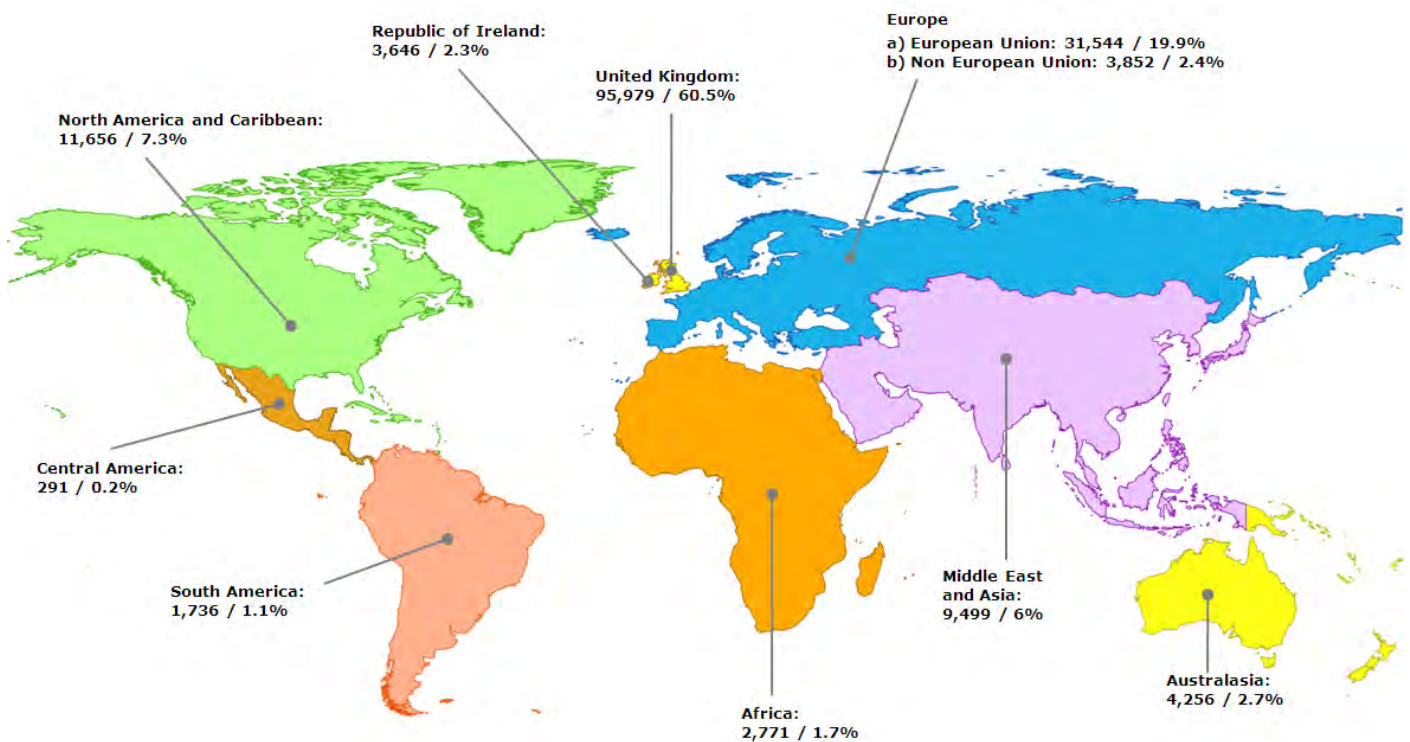 Republic of Ireland:
3,646 / 2.3%
Europe
a) European Union: 31,544 / 19.9%
b) Non European Union: 3,852 / 2.4%
United Kingdom:
95,979 / 60.5%
North America and Caribbean:
11,656 / 7.3%
Central America:
291 / 0.2%
South America:
1,736 / 1.1%
Middle East
and Asia:
9,499 / 6%
Australasia:
4,256 / 2.7%
Africa:
2,771 / 1.7%